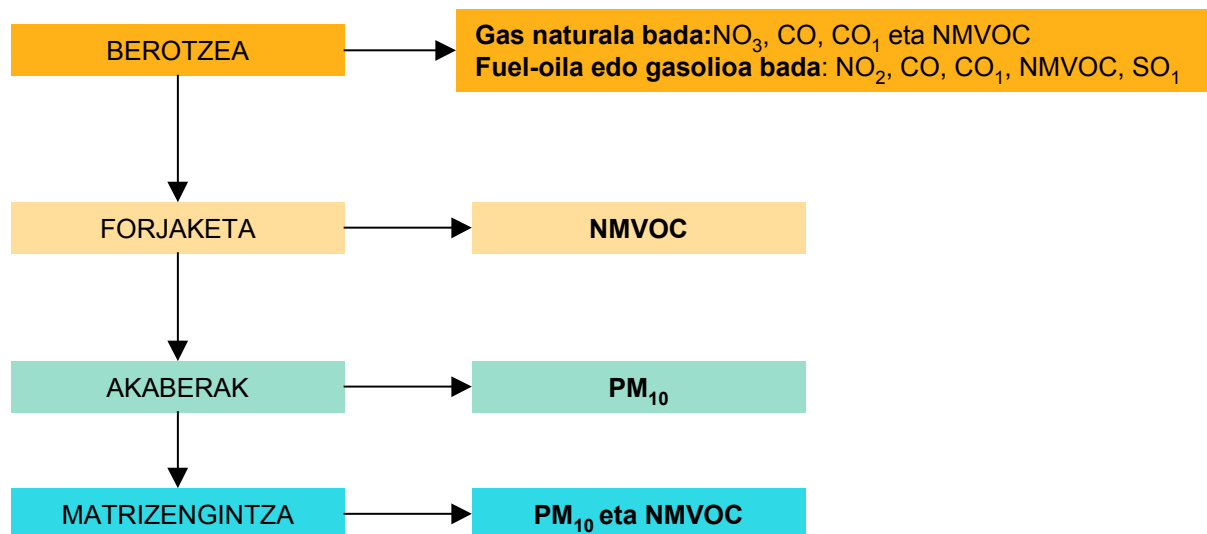 BEROTZEA
Gas naturala bada:NO₃, CO, CO₁ eta NMVOC
Fuel-oila edo gasolioa bada: NO₂, CO, CO₁, NMVOC, SO₁
FORJAKETA
NMVOC
AKABERAK
PM₁₀
MATRIZENGINTZA
PM₁₀ eta NMVOC